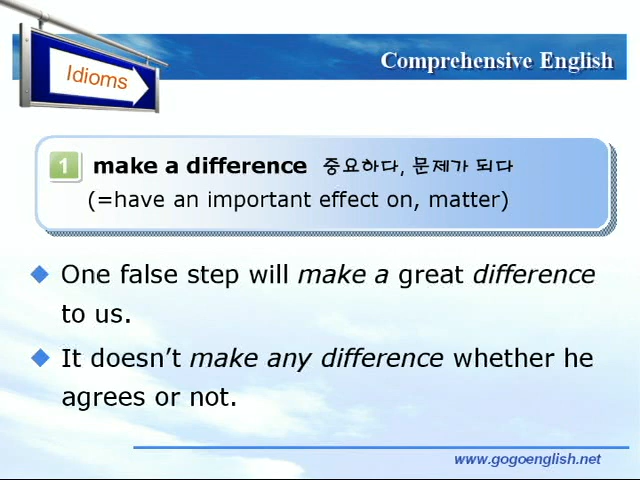 Idioms
Comprehensive English
1 make a difference 중요하다, 문제가 되다
(=have an important effect on, matter)
One false step will make a great difference
to us.
It doesn't make any difference whether he
agrees or not.
www.gogoenglish.net